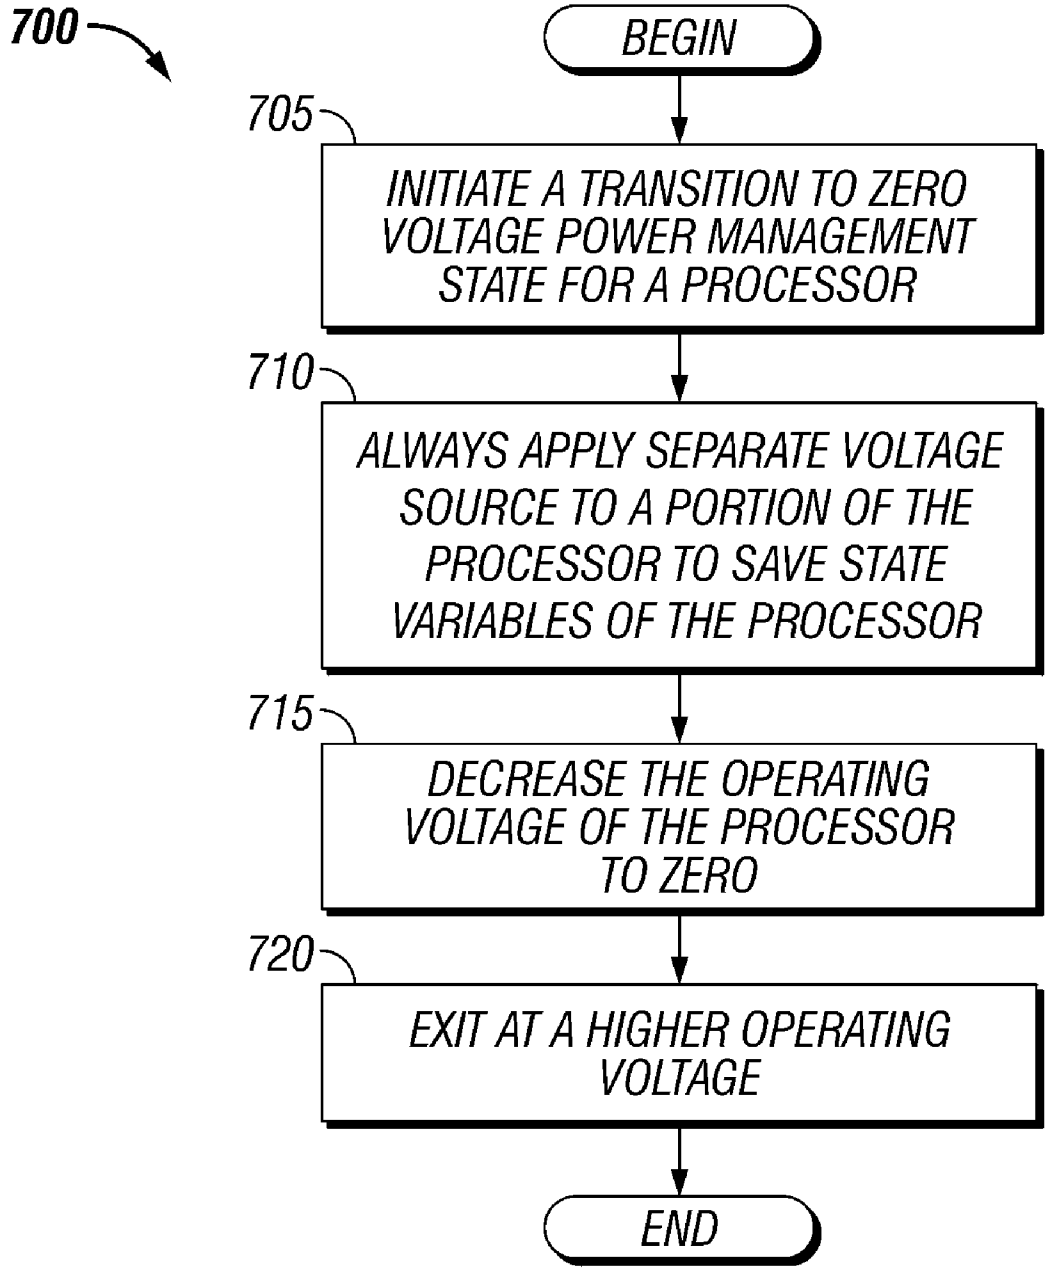 700
BEGIN
705
INITIATE A TRANSITION TO ZERO
VOLTAGE POWER MANAGEMENT
STATE FOR A PROCESSOR
710
ALWAYS APPLY SEPARATE VOLTAGE
SOURCE TO A PORTION OF THE
PROCESSOR TO SAVE STATE
VARIABLES OF THE PROCESSOR
715
DECREASE THE OPERATING
VOLTAGE OF THE PROCESSOR
TO ZERO
720
EXIT AT A HIGHER OPERATING
VOLTAGE
END